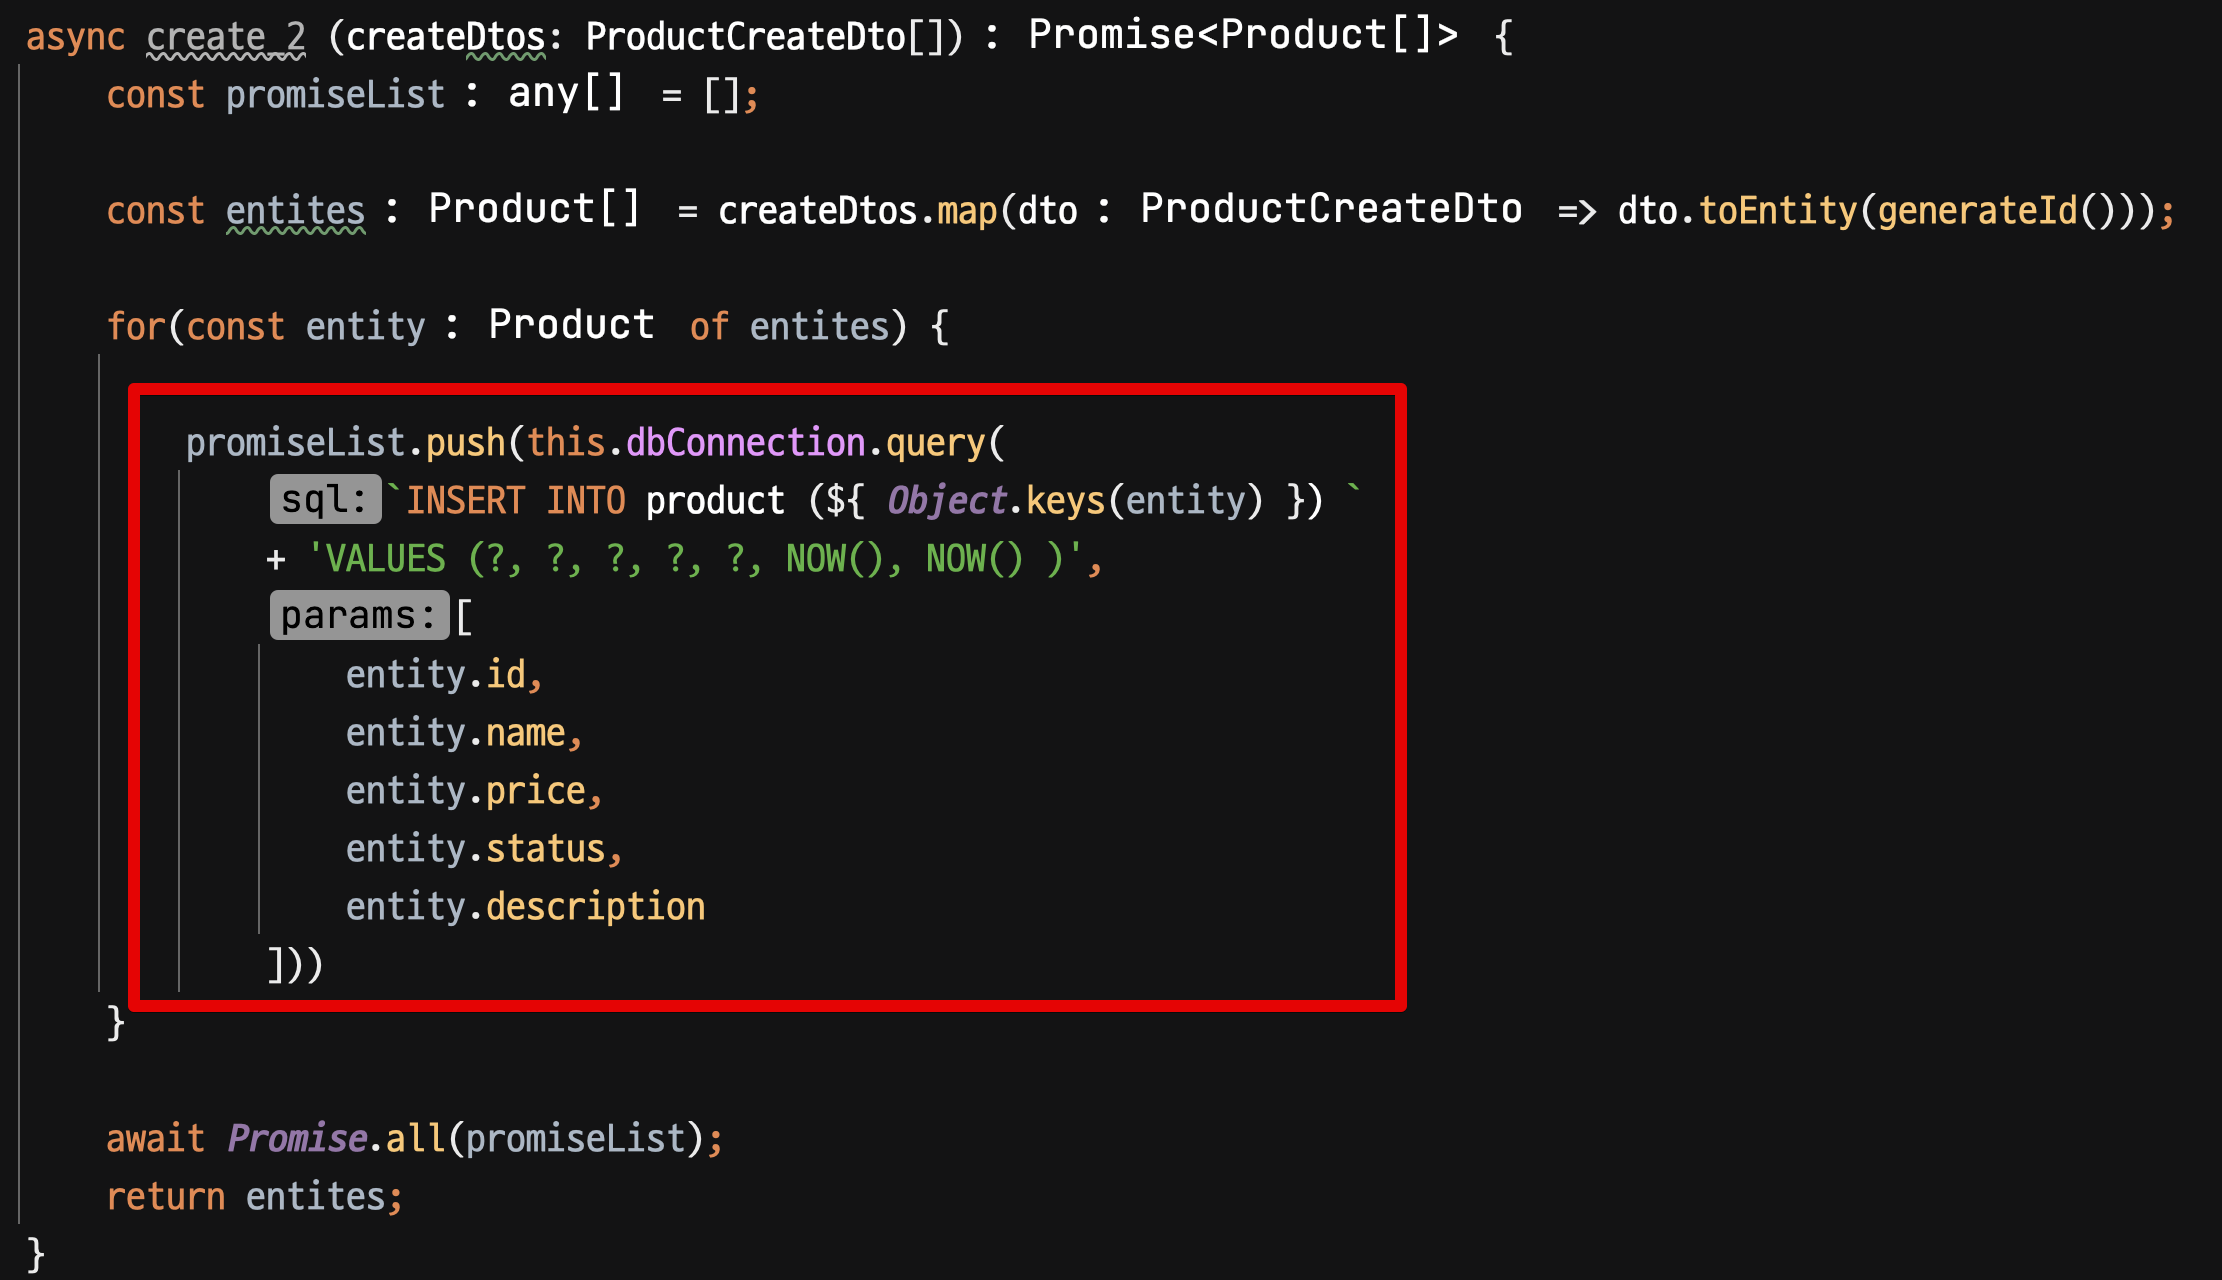 async create_2 (createDtos: ProductCreateDto[]) : Promise<Product[]> {
const promiseList : any[] = [];
const entites : Product[] = createDtos.map(dto : ProductCreateDto => dto.toEntity(generateId()));
for(const entity : Product of entites) {
promiseList.push(this.dbConnection.query(
sql: `INSERT INTO product (${ Object.keys(entity) }) `
+ 'VALUES (?, ?, ?, ?, ?, NOW(), NOW() )',
params: [
entity.id,
entity.name,
entity.price,
entity.status,
entity.description
]))
}
await Promise.all(promiseList);
return entites;
}